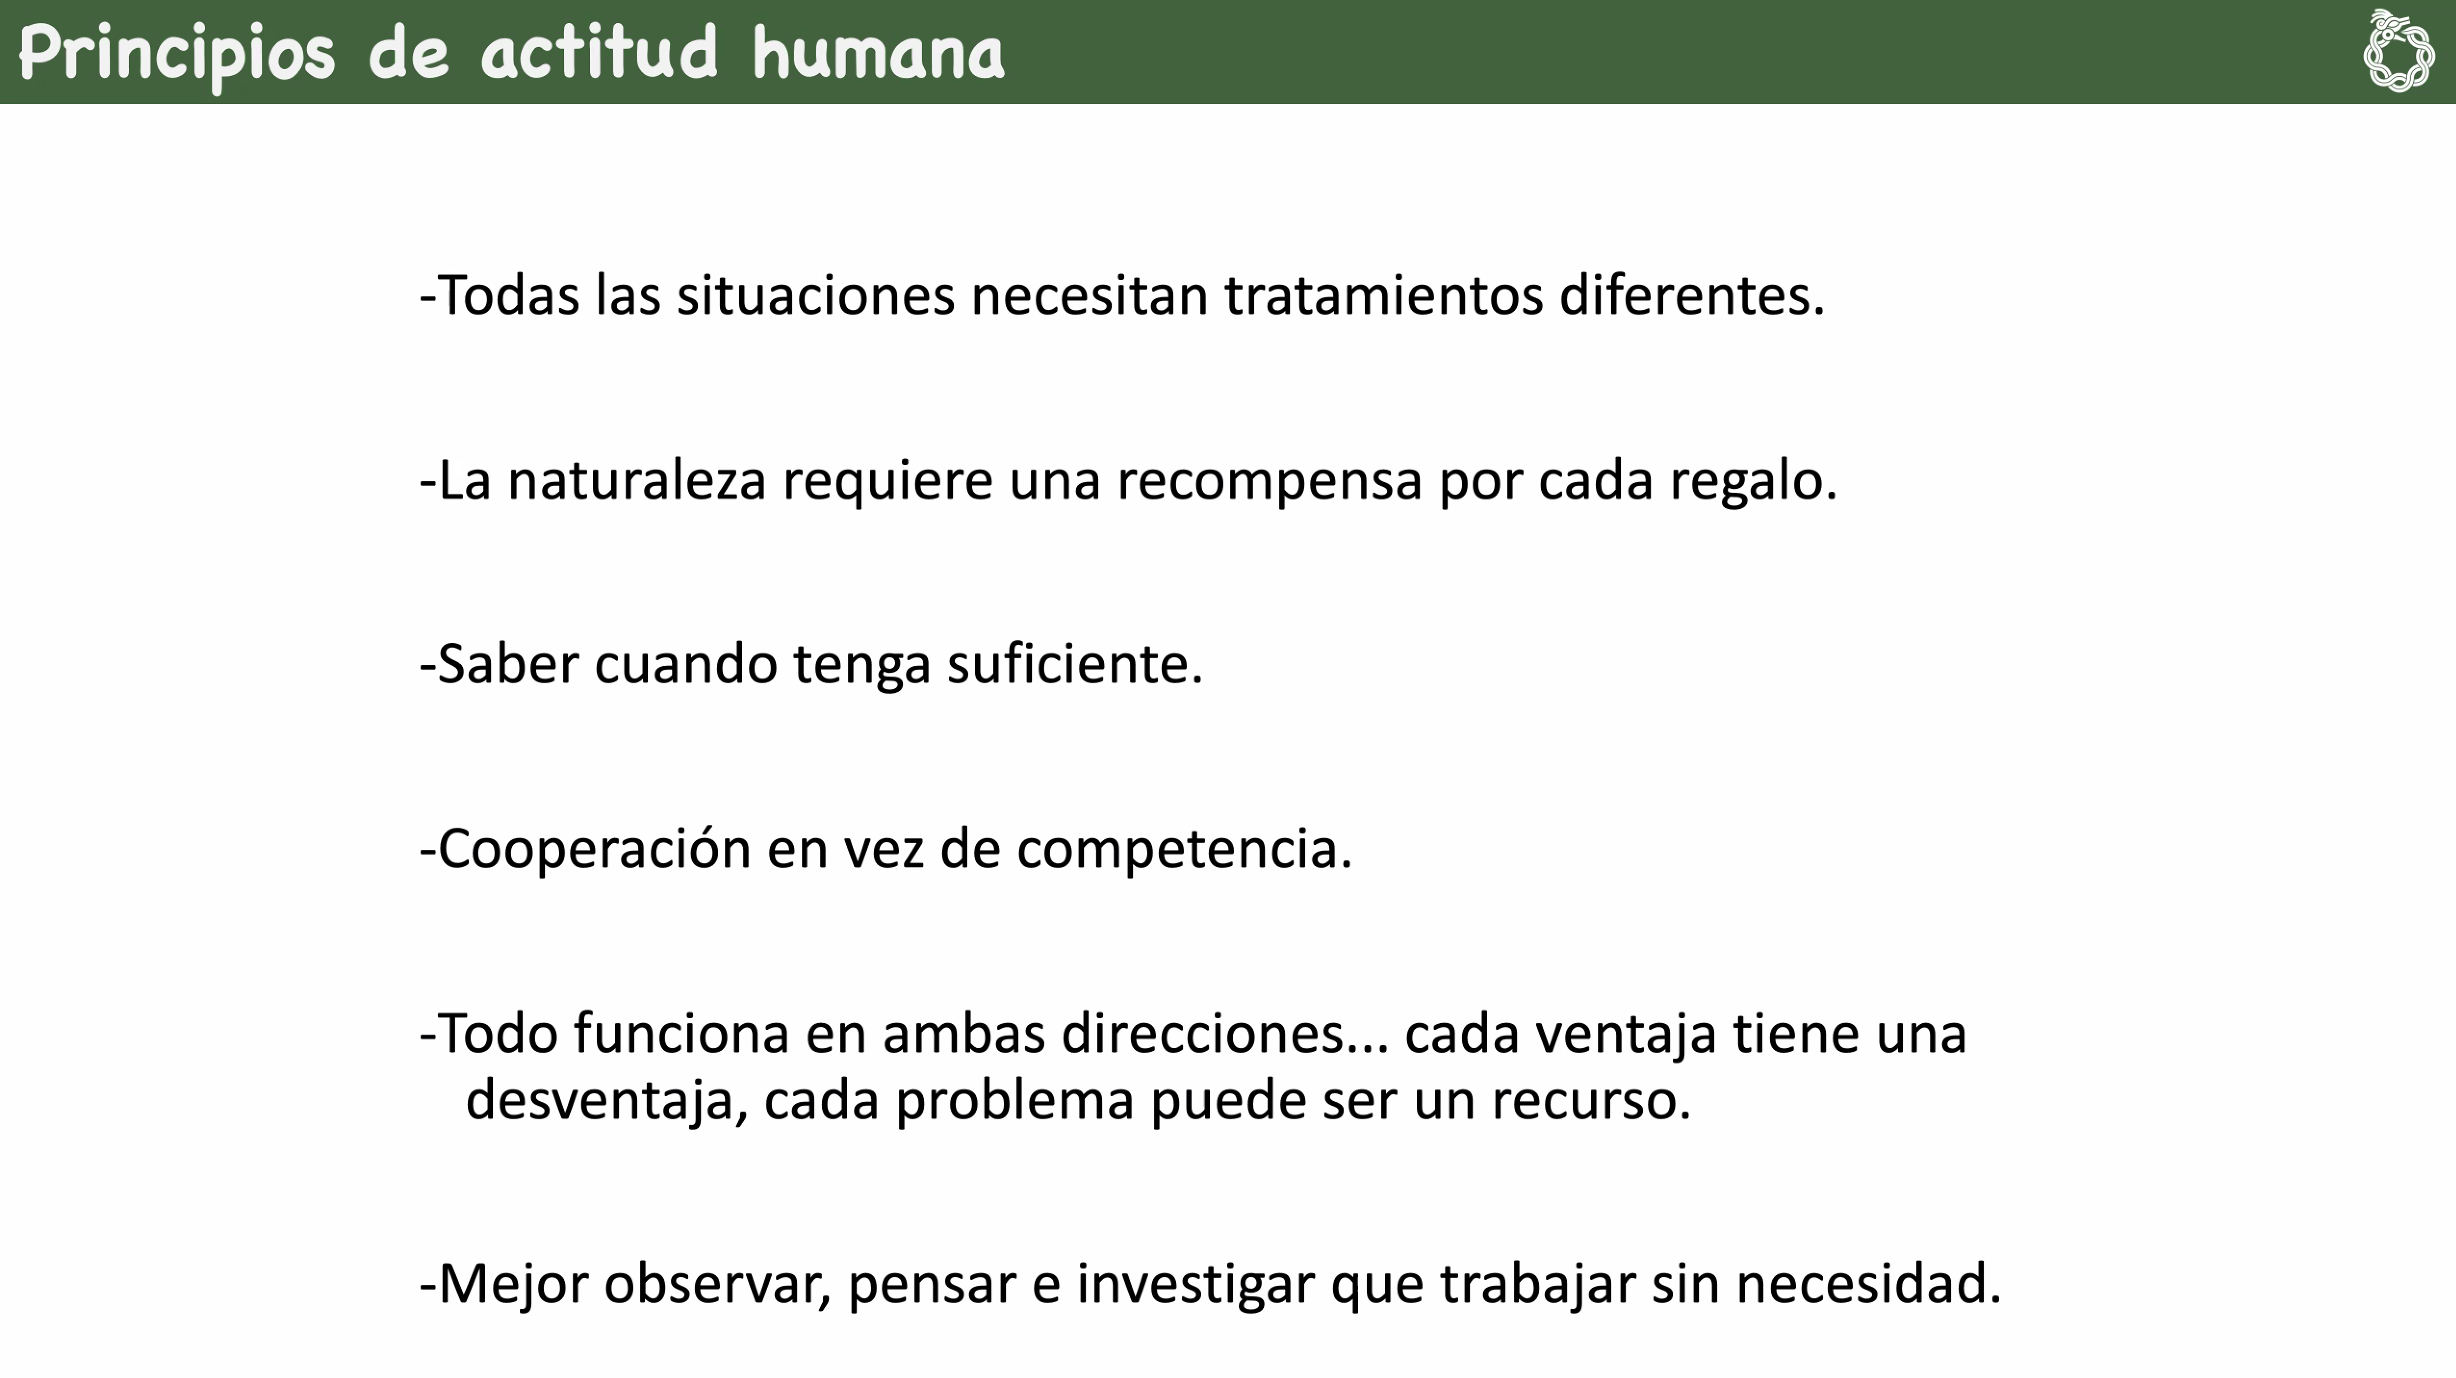 Principios de actitud humana
-Todas las situaciones necesitan tratamientos diferentes.
-La naturaleza requiere una recompensa por cada regalo.
-Saber cuando tenga suficiente.
-Cooperación en vez de competencia.
-Todo funciona en ambas direcciones... cada ventaja tiene una
desventaja, cada problema puede ser un recurso.
-Mejor observar, pensar e investigar que trabajar sin necesidad.